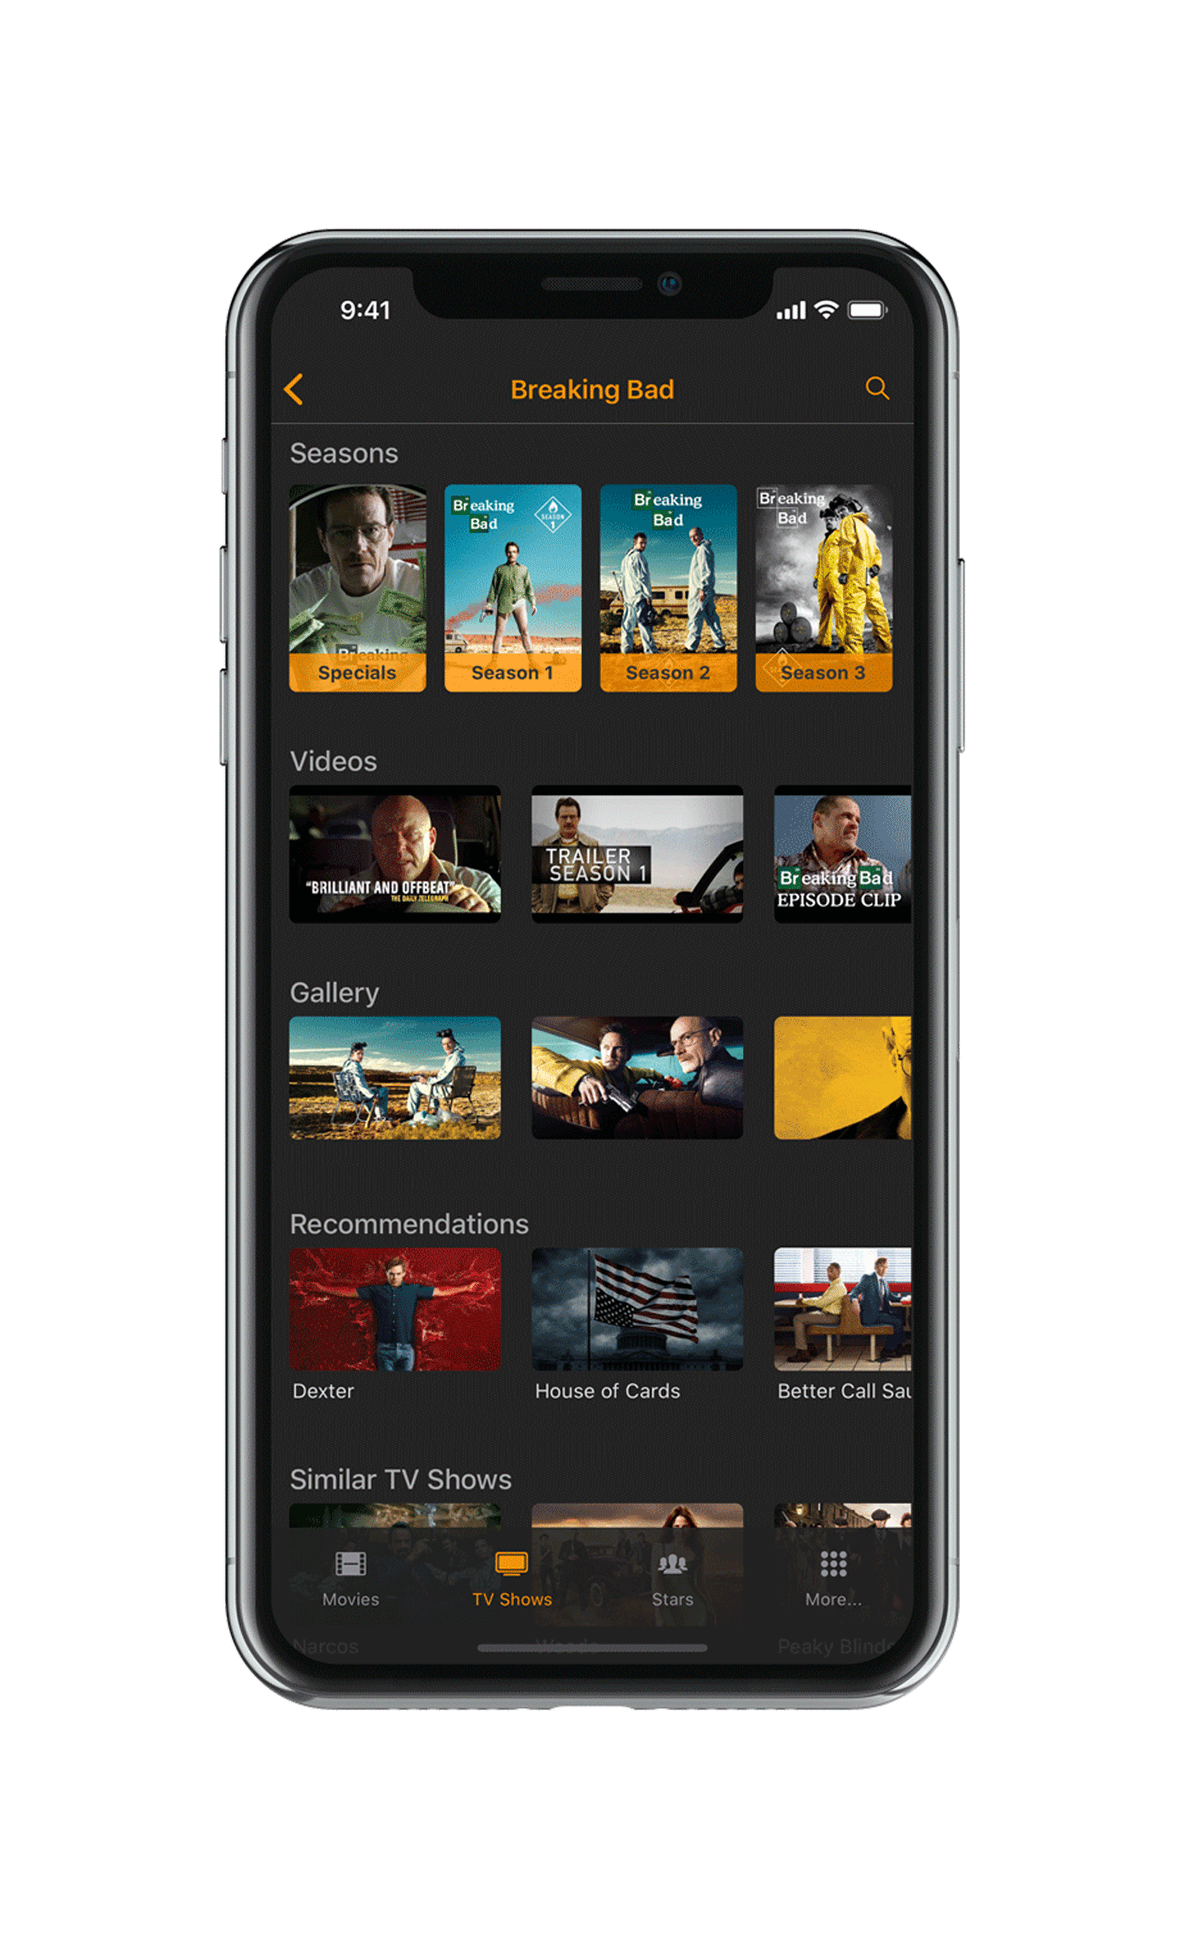 9:41
Breaking Bad
Seasons
Breaking
Bad
SEASON
1
Breaking
Bad
Breaking
Bad
Breaking
Specials
Season 1
Season 2
Season 3
Videos
"BRILLIANT AND OFFBEAT"
THE DAILY TELEGRAPH
TRAILER
SEASON 1
Breaking Bad
EPISODE CLIP
Gallery
Recommendations
Dexter
House of Cards
Better Call Sau
Similar TV Shows
Movies
TV Shows
Stars
More...
Narcos
Weeds
Peaky Blinde